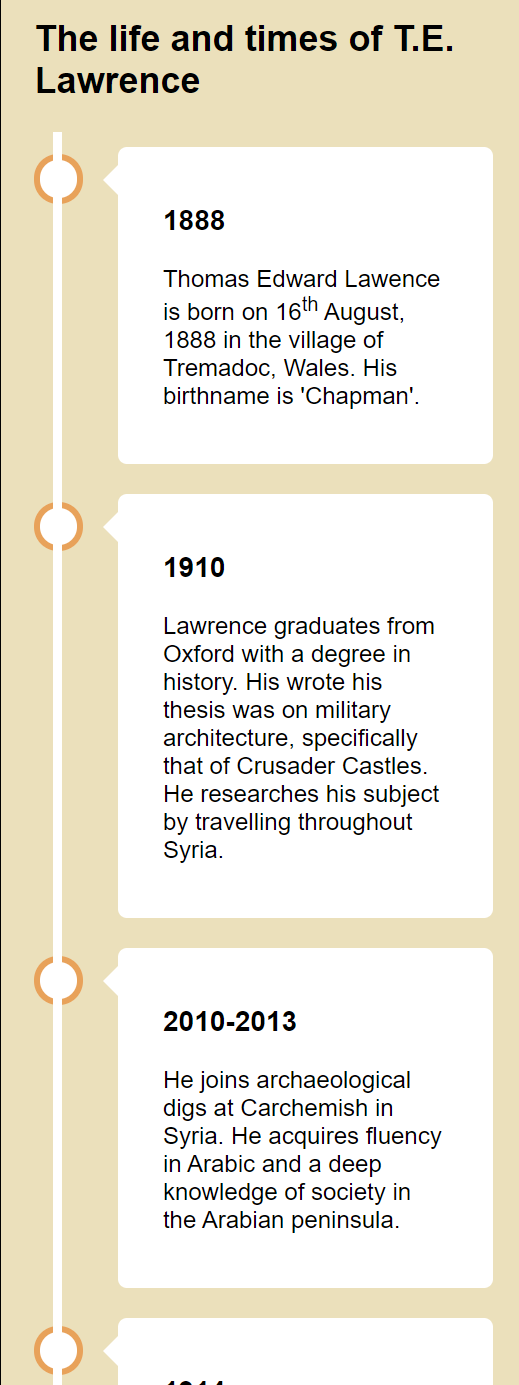 The life and times of T.E.
Lawrence
1888
Thomas Edward Lawence
is born on 16th August,
1888 in the village of
Tremadoc, Wales. His
birthname is 'Chapman'.
1910
Lawrence graduates from
Oxford with a degree in
history. His wrote his
thesis was on military
architecture, specifically
that of Crusader Castles.
He researches his subject
by travelling throughout
Syria.
2010-2013
He joins archaeological
digs at Carchemish in
Syria. He acquires fluency
in Arabic and a deep
knowledge of society in
the Arabian peninsula.